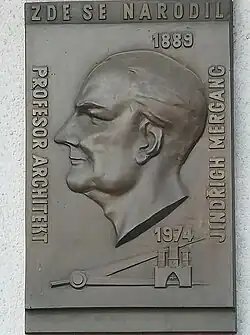 ZDE SE NARODIL
1889
PROFESOR ARCHITEKT
JINDŘICH MERGANC
1974